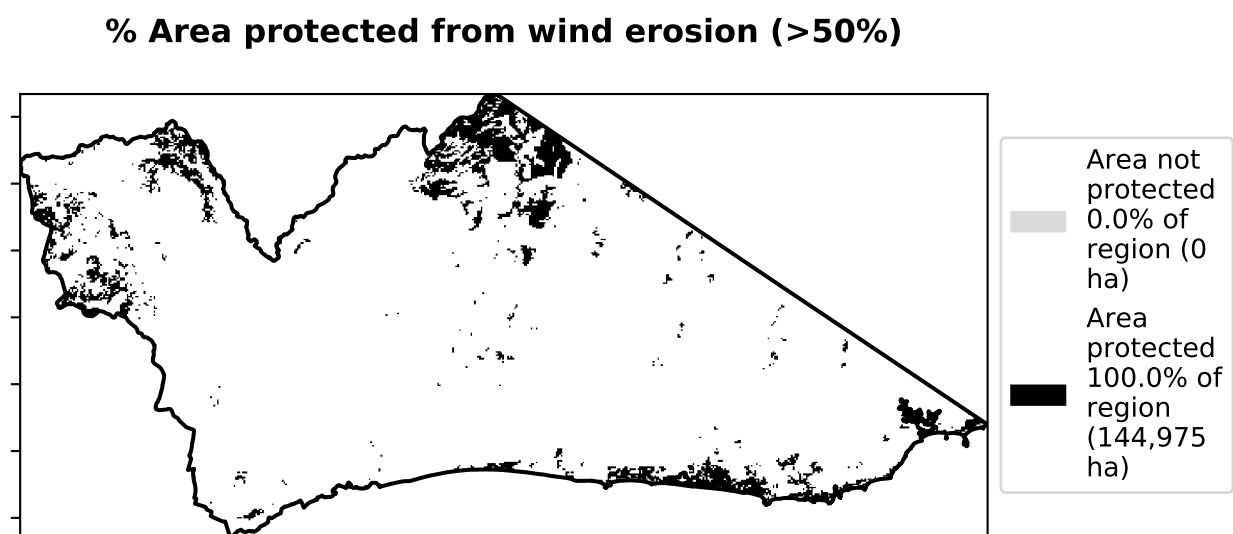 % Area protected from wind erosion (>50%)
Area not
protected
0.0% of
region (0
ha)
Area
protected
100.0% of
region
(144,975
ha)